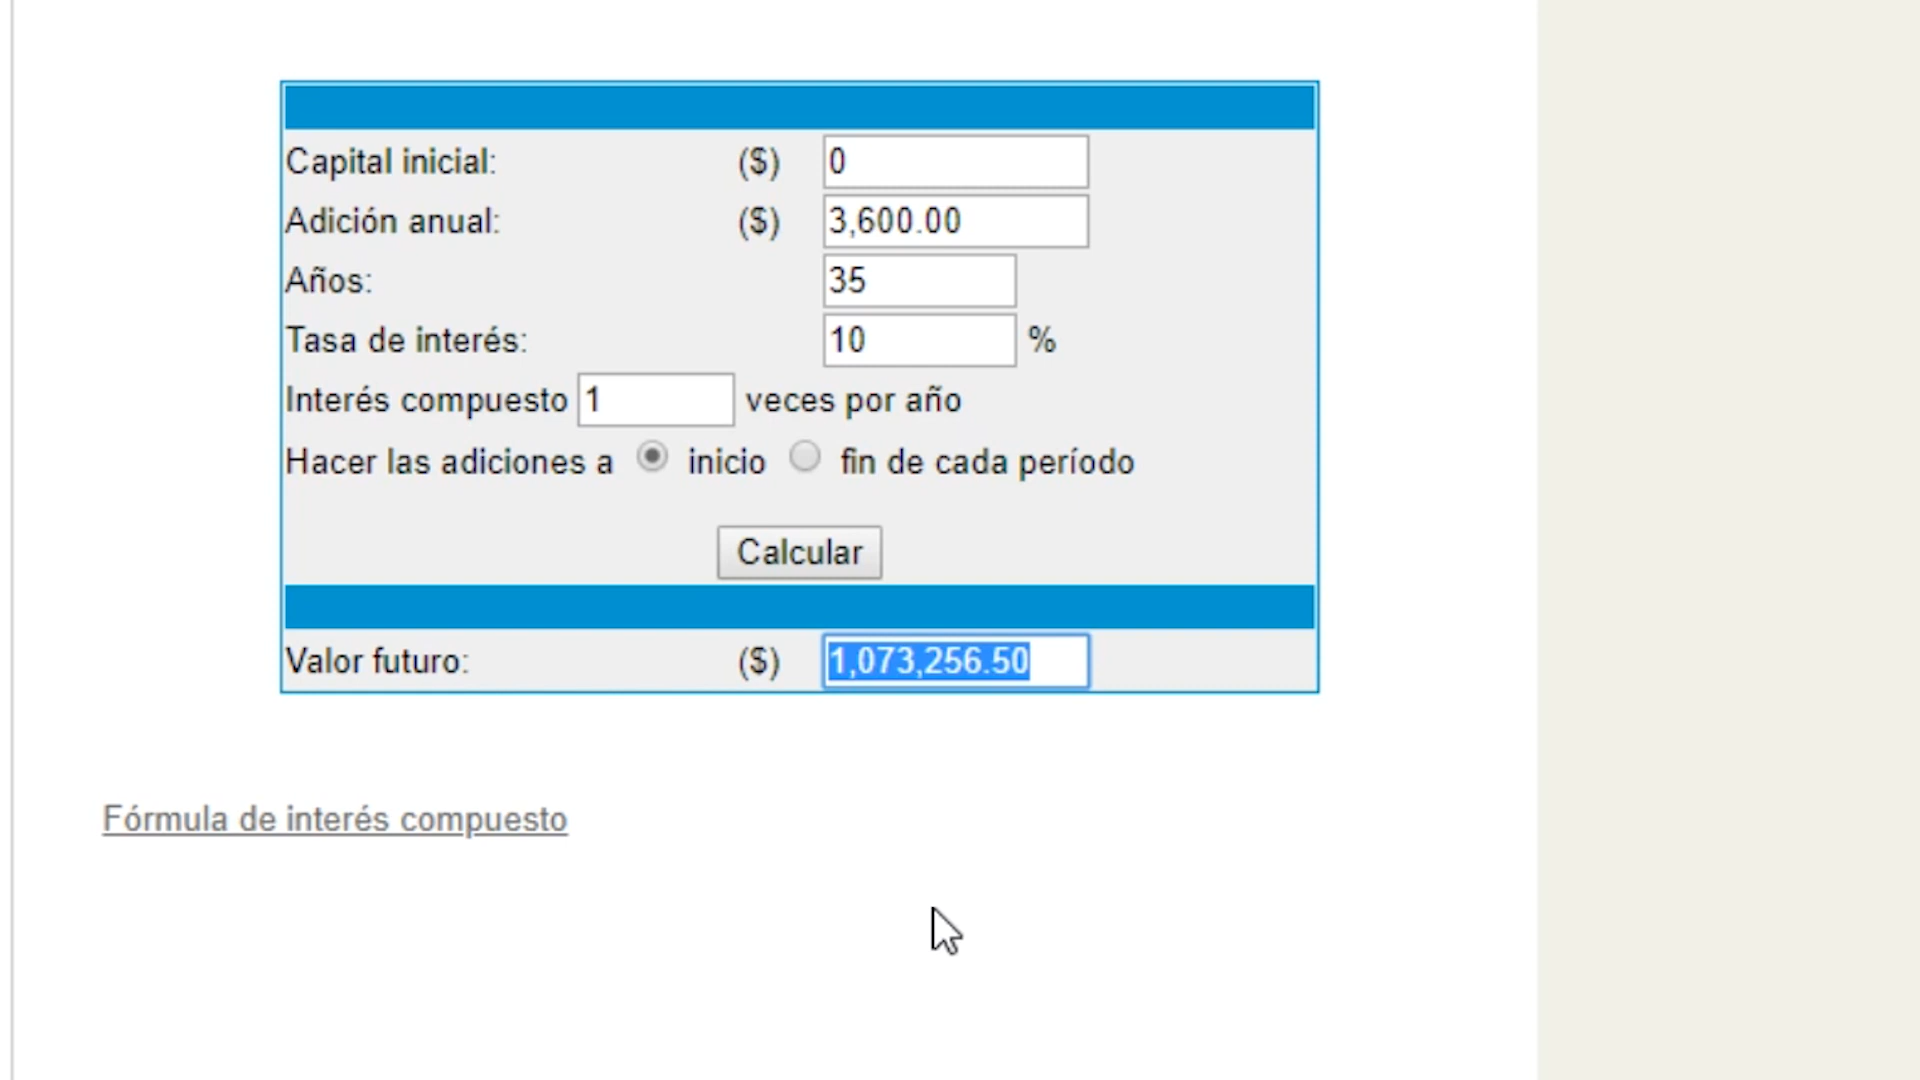 Capital inicial: ($) 0
Adición anual: ($) 3,600.00
Años: 35
Tasa de interés: 10 %
Interés compuesto 1 veces por año
Hacer las adiciones a inicio fin de cada período
Calcular
Valor futuro: ($) 1,073,256.50
Fórmula de interés compuesto